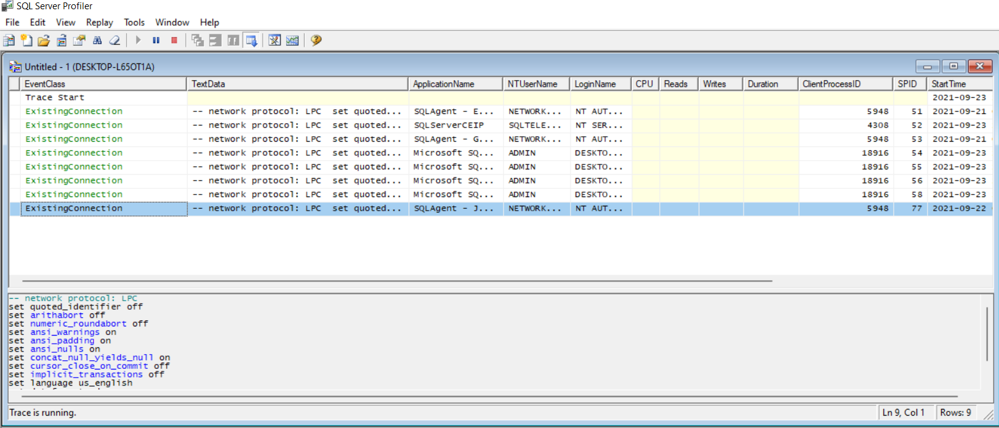 SQL Server Profiler
File Edit View Replay Tools Window Help
Untitled - 1 (DESKTOP-L65OT1A)
EventClass TextData ApplicationName NTUserName LoginName CPU Reads Writes Duration ClientProcessID SPID StartTime
Trace Start 2021-09-23
ExistingConnection -- network protocol: LPC set quoted... SQLAgent - E... NETWORK... NT AUT... 5948 51 2021-09-21
ExistingConnection -- network protocol: LPC set quoted... SQLServerCEIP SQLTELE... NT SER... 4308 52 2021-09-23
ExistingConnection -- network protocol: LPC set quoted... SQLAgent - G... NETWORK... NT AUT... 5948 53 2021-09-21
ExistingConnection -- network protocol: LPC set quoted... Microsoft SQ... ADMIN DESKTO... 18916 54 2021-09-23
ExistingConnection -- network protocol: LPC set quoted... Microsoft SQ... ADMIN DESKTO... 18916 55 2021-09-23
ExistingConnection -- network protocol: LPC set quoted... Microsoft SQ... ADMIN DESKTO... 18916 56 2021-09-23
ExistingConnection -- network protocol: LPC set quoted... Microsoft SQ... ADMIN DESKTO... 18916 58 2021-09-23
ExistingConnection -- network protocol: LPC set quoted... SQLAgent - J... NETWORK... NT AUT... 5948 77 2021-09-22
-- network protocol: LPC
set quoted_identifier off
set arithabort off
set numeric_roundabort off
set ansi_warnings on
set ansi_padding on
set ansi_nulls on
set concat_null_yields_null on
set cursor_close_on_commit off
set implicit_transactions off
set language us_english
Trace is running. Ln 9, Col 1 Rows: 9